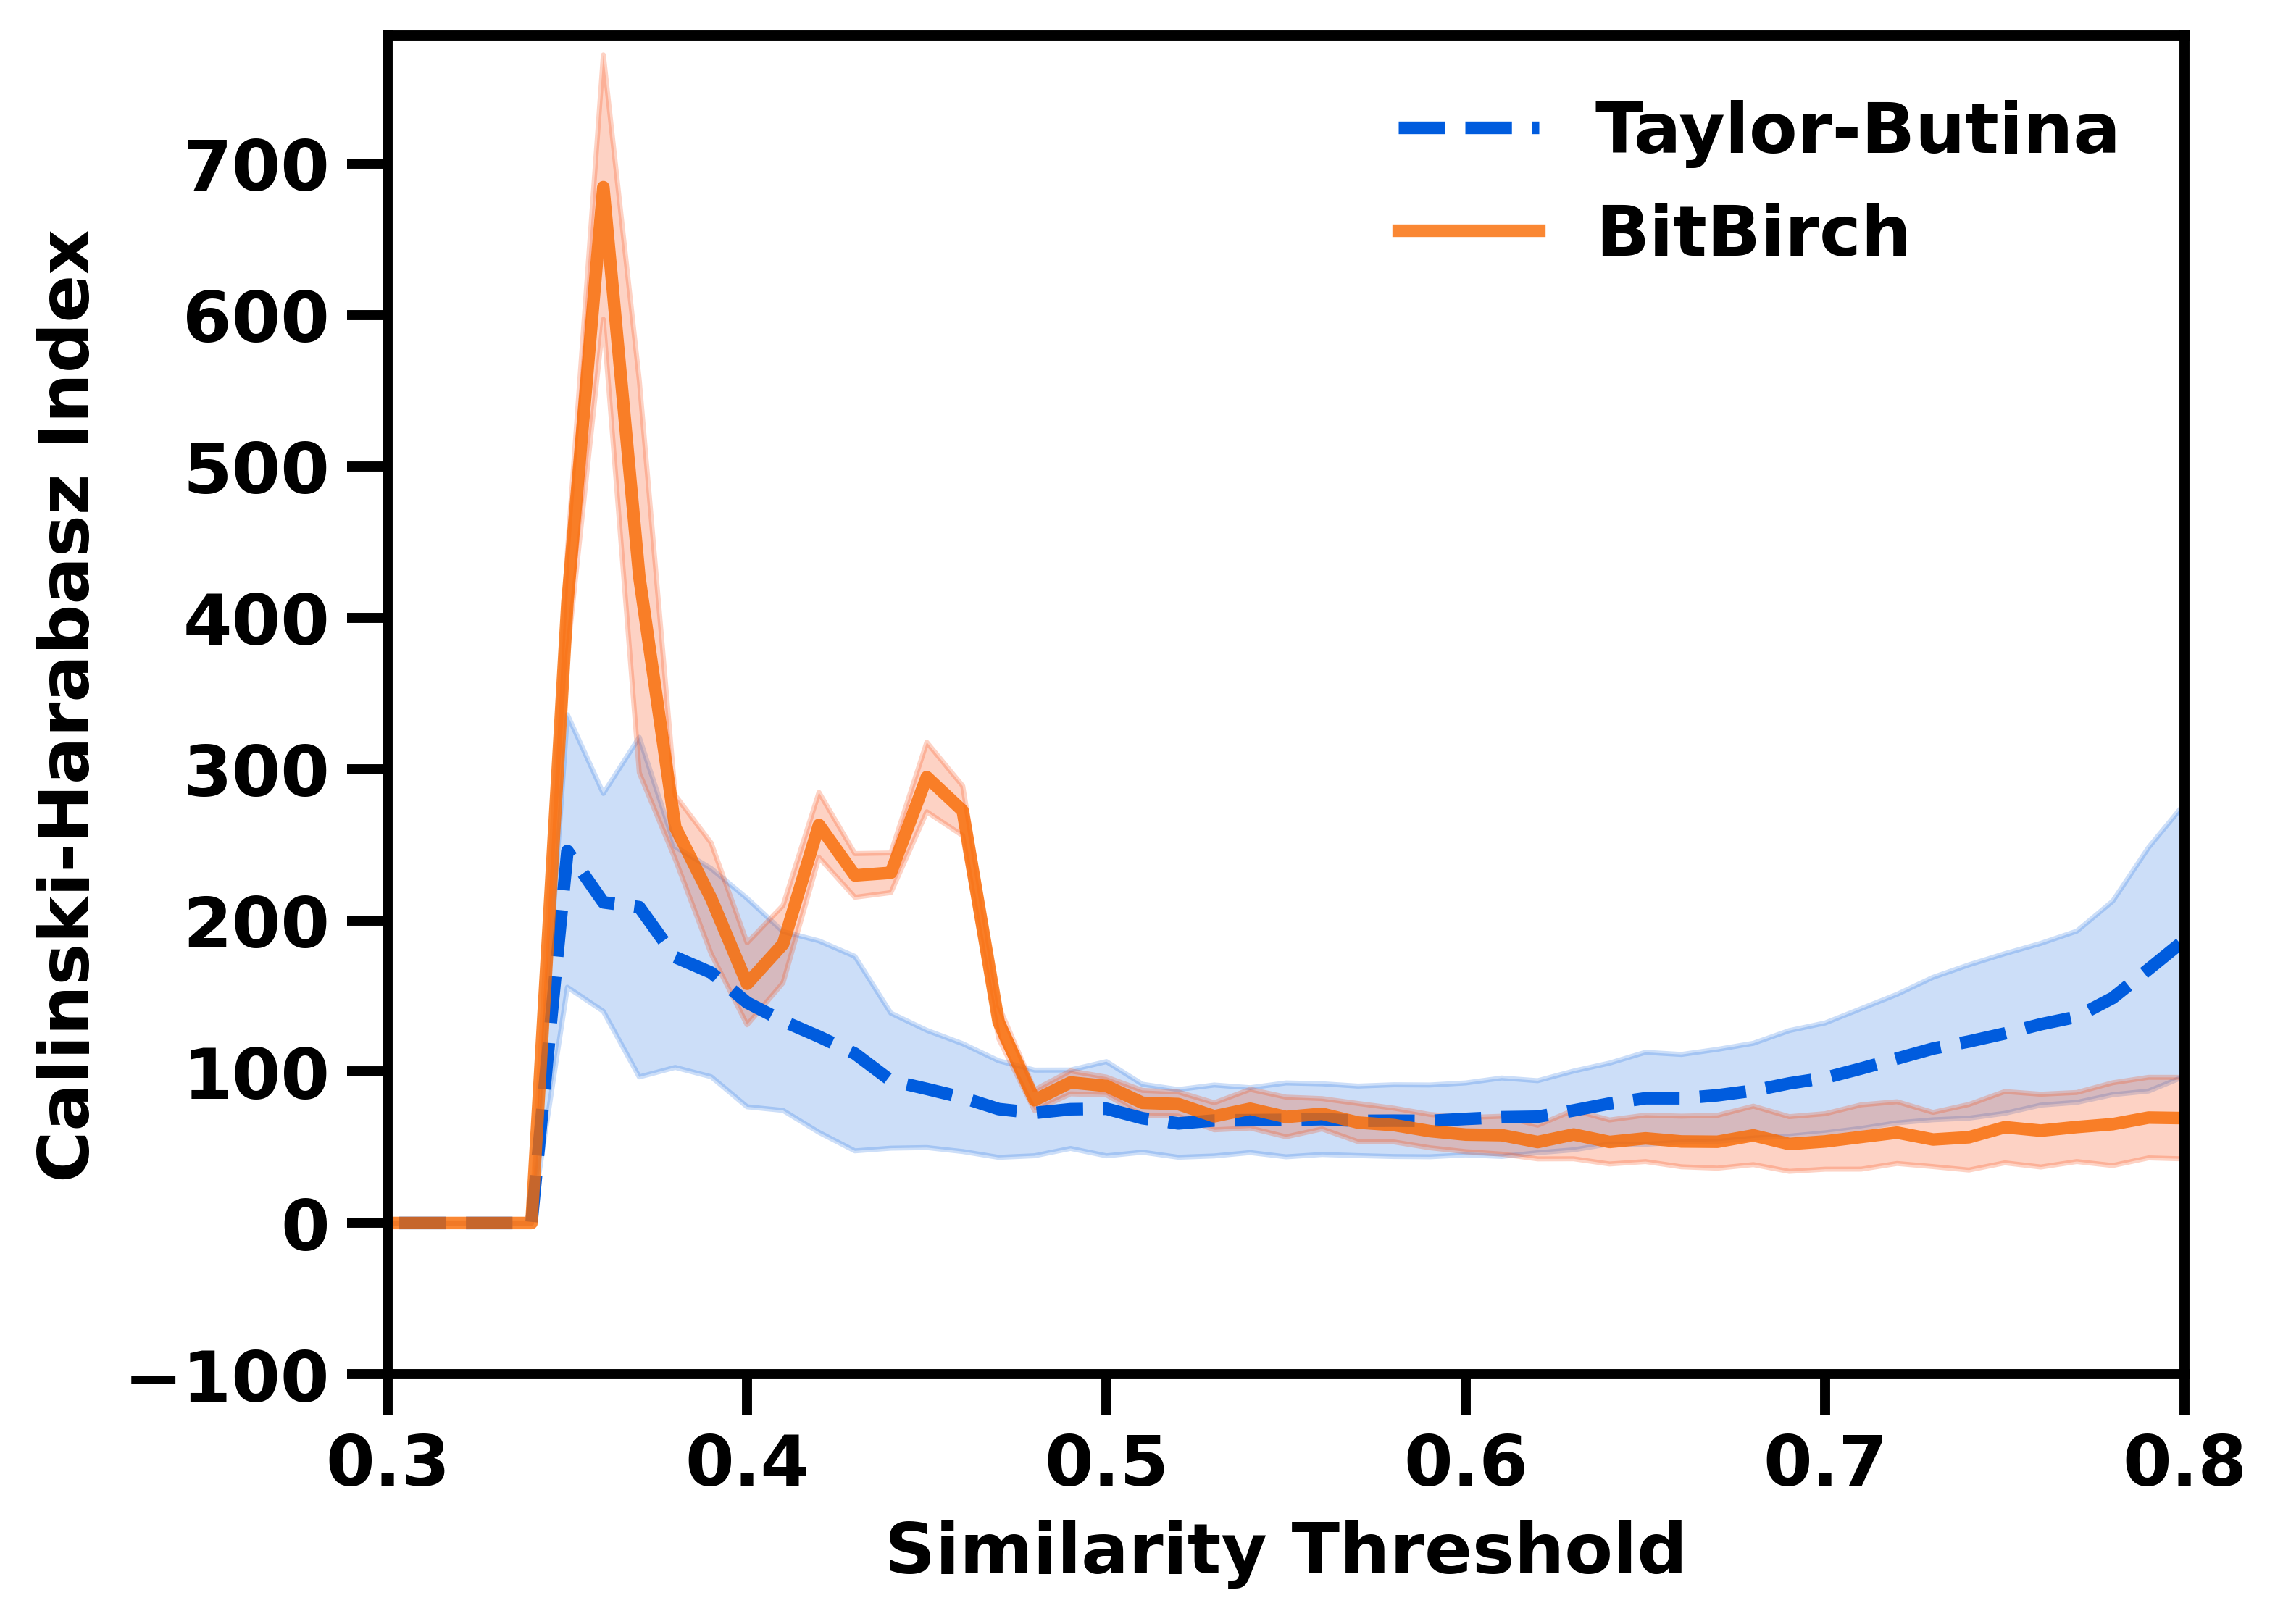 Calinski-Harabasz Index
700
600
500
400
300
200
100
0
−100
Taylor-Butina
BitBirch
0.3 0.4 0.5 0.6 0.7 0.8
Similarity Threshold